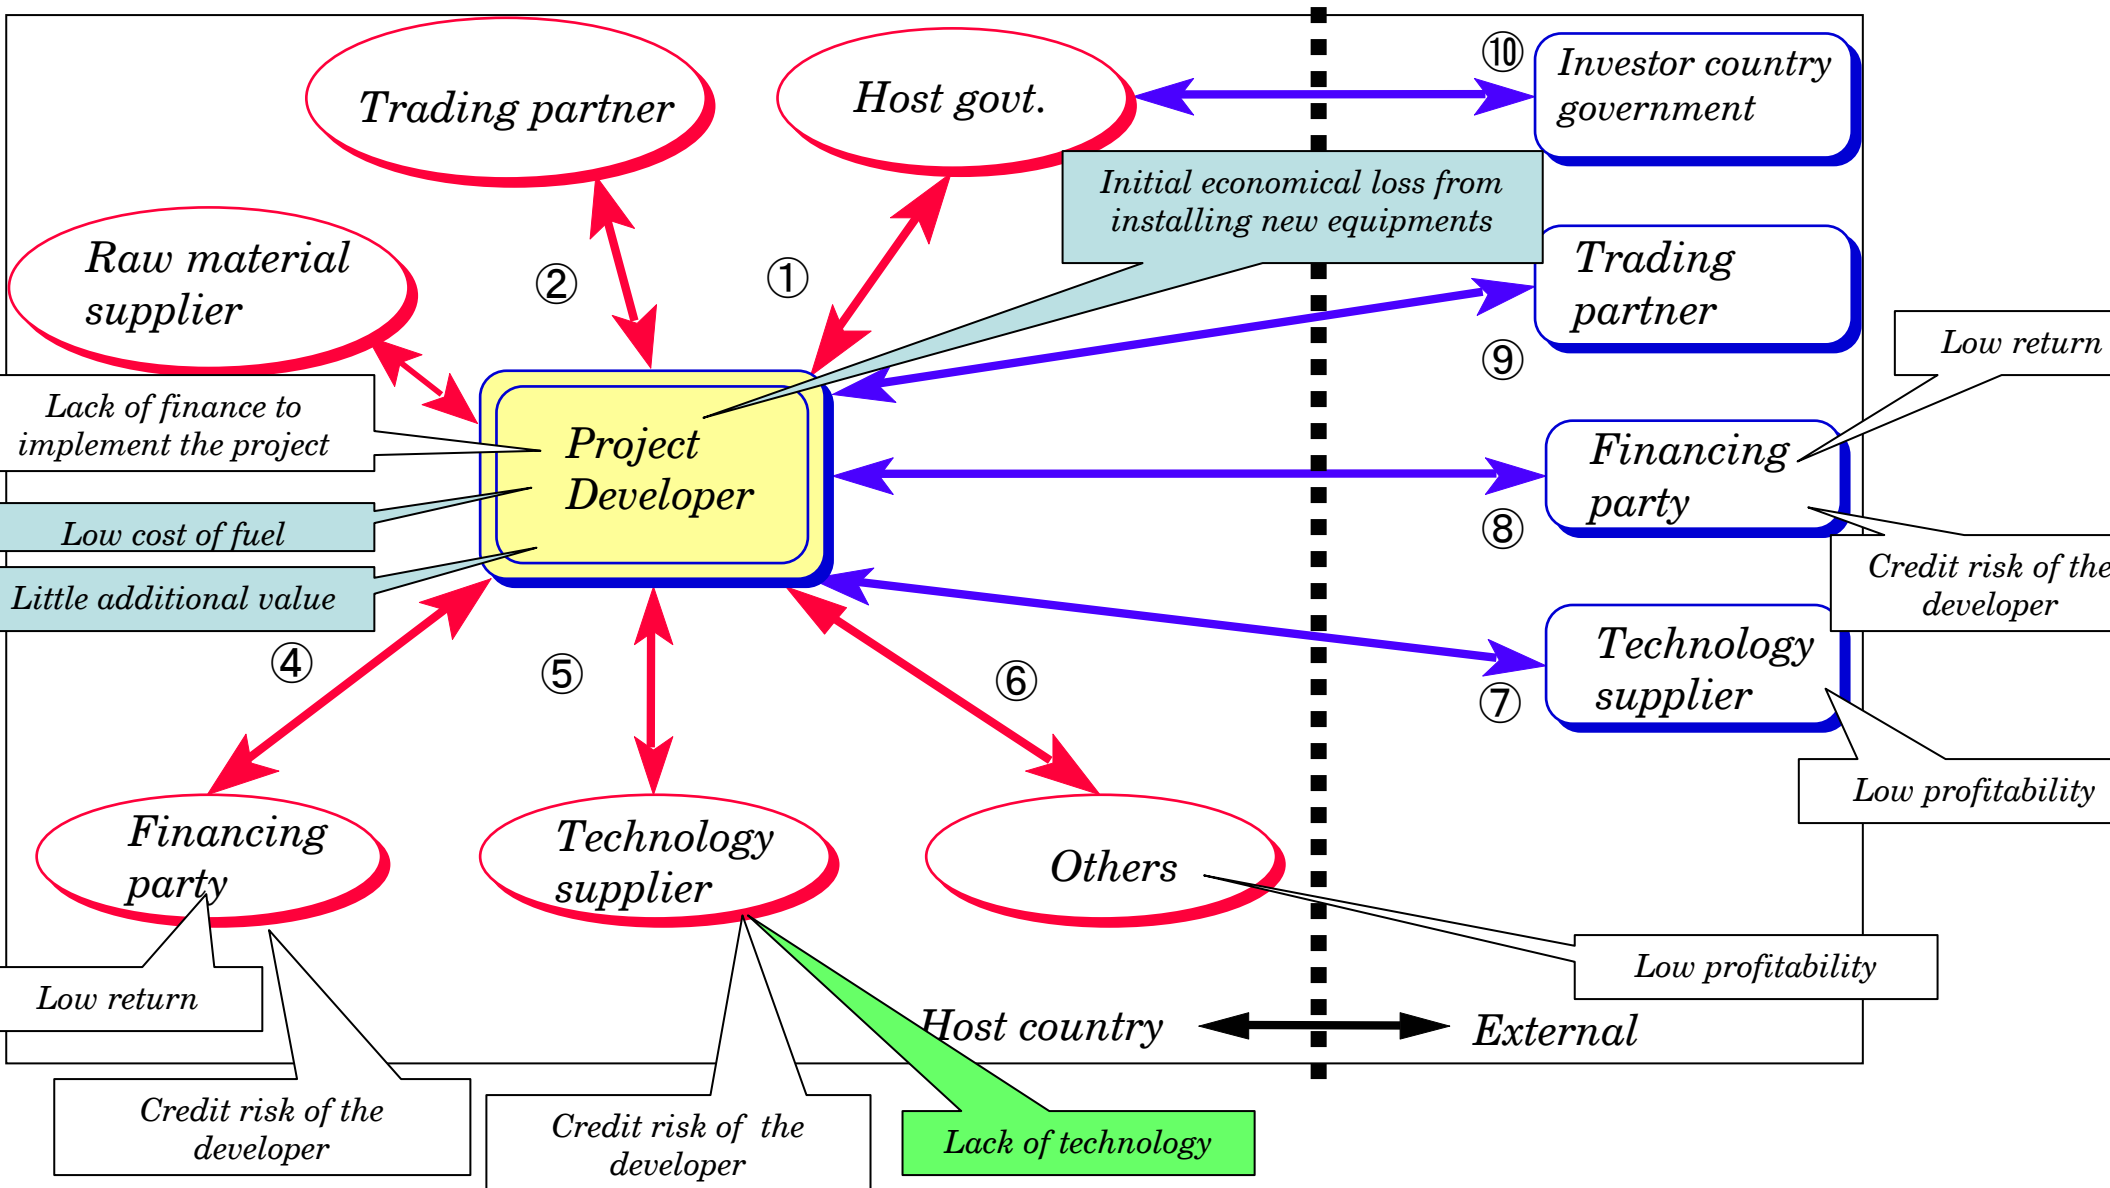 ⑩
Investor country
government
Trading partner
Host govt.
Initial economical loss from
installing new equipments
Raw material
supplier
②
①
Trading
partner
⑨
Low return
Lack of finance to
implement the project
Project
Developer
Financing
party
⑧
Low cost of fuel
Little additional value
Credit risk of the
developer
④
⑤
⑥
⑦
Technology
supplier
Low profitability
Financing
party
Technology
supplier
Others
Low profitability
Low return
Host country
External
Credit risk of the
developer
Credit risk of the
developer
Lack of technology